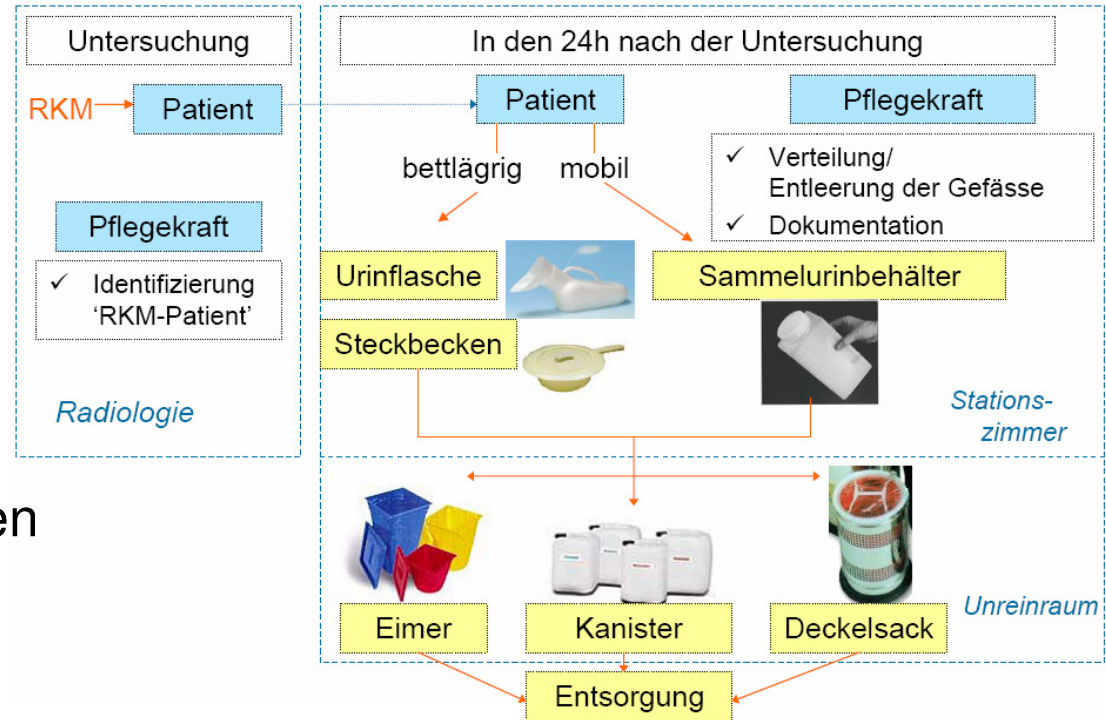 Untersuchung
RKM
Patient
Pflegekraft
✓ Identifizierung
‘RKM-Patient’
Radiologie
In den 24h nach der Untersuchung
Patient
bettlägrig
mobil
Pflegekraft
✓ Verteilung/
Entleerung der Gefässe
✓ Dokumentation
Urinflasche
Steckbecken
Sammelurinbehälter
Stations-
zimmer
en
Eimer
Kanister
Deckelsack
Unreinraum
Entsorgung